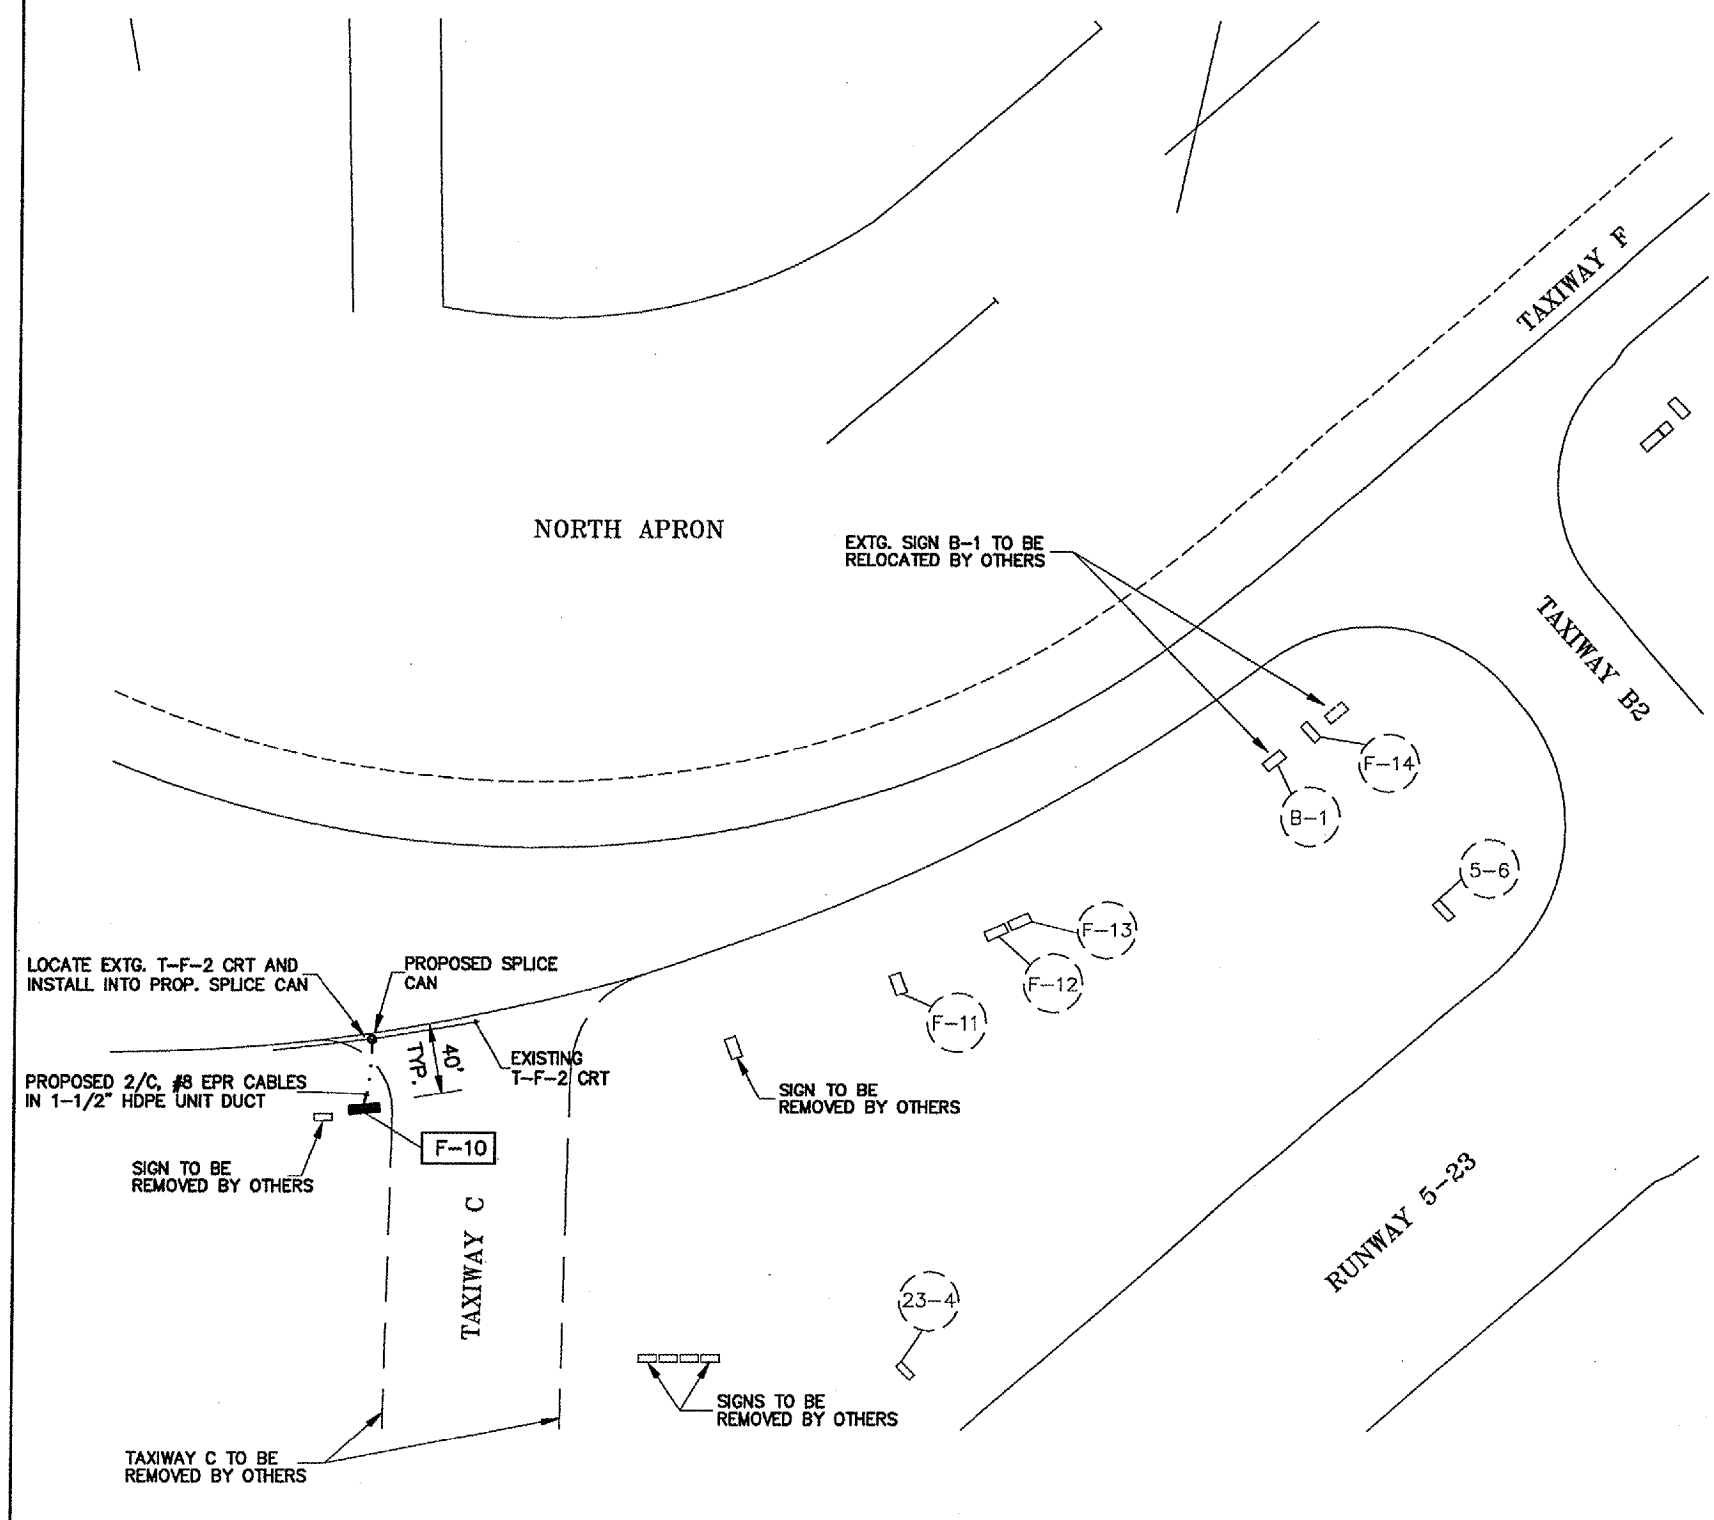 TAXIWAY F
NORTH APRON
EXTG. SIGN B-1 TO BE
RELOCATED BY OTHERS
TAXIWAY B2
F-14
B-1
5-6
F-13
F-12
F-11
LOCATE EXTG. T-F-2 CRT AND
INSTALL INTO PROP. SPLICE CAN
PROPOSED SPLICE
CAN
40'
TYP.
EXISTING
T-F-2 CRT
PROPOSED 2/C, #8 EPR CABLES
IN 1-1/2" HDPE UNIT DUCT
SIGN TO BE
REMOVED BY OTHERS
F-10
SIGN TO BE
REMOVED BY OTHERS
TAXIWAY C
RUNWAY 5-23
23-4
SIGNS TO BE
REMOVED BY OTHERS
TAXIWAY C TO BE
REMOVED BY OTHERS